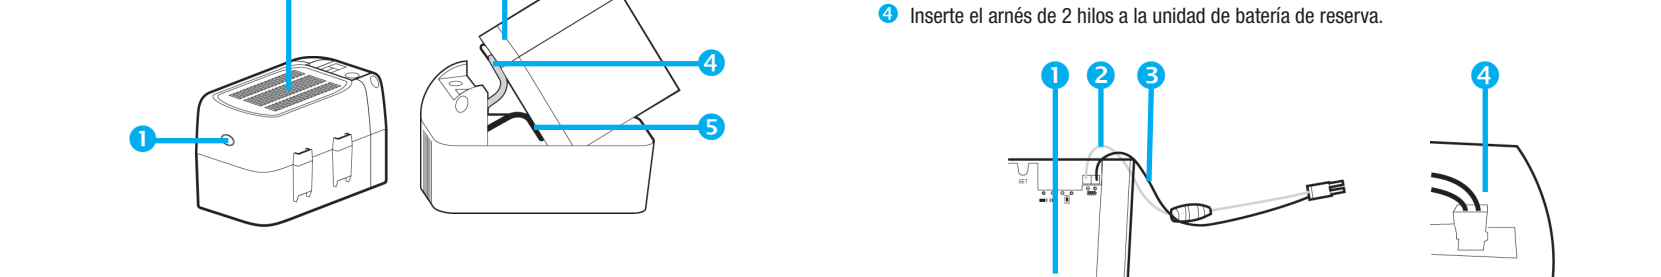 4 Inserte el arnés de 2 hilos a la unidad de batería de reserva.
1
4
5
1 2 3
SET
4